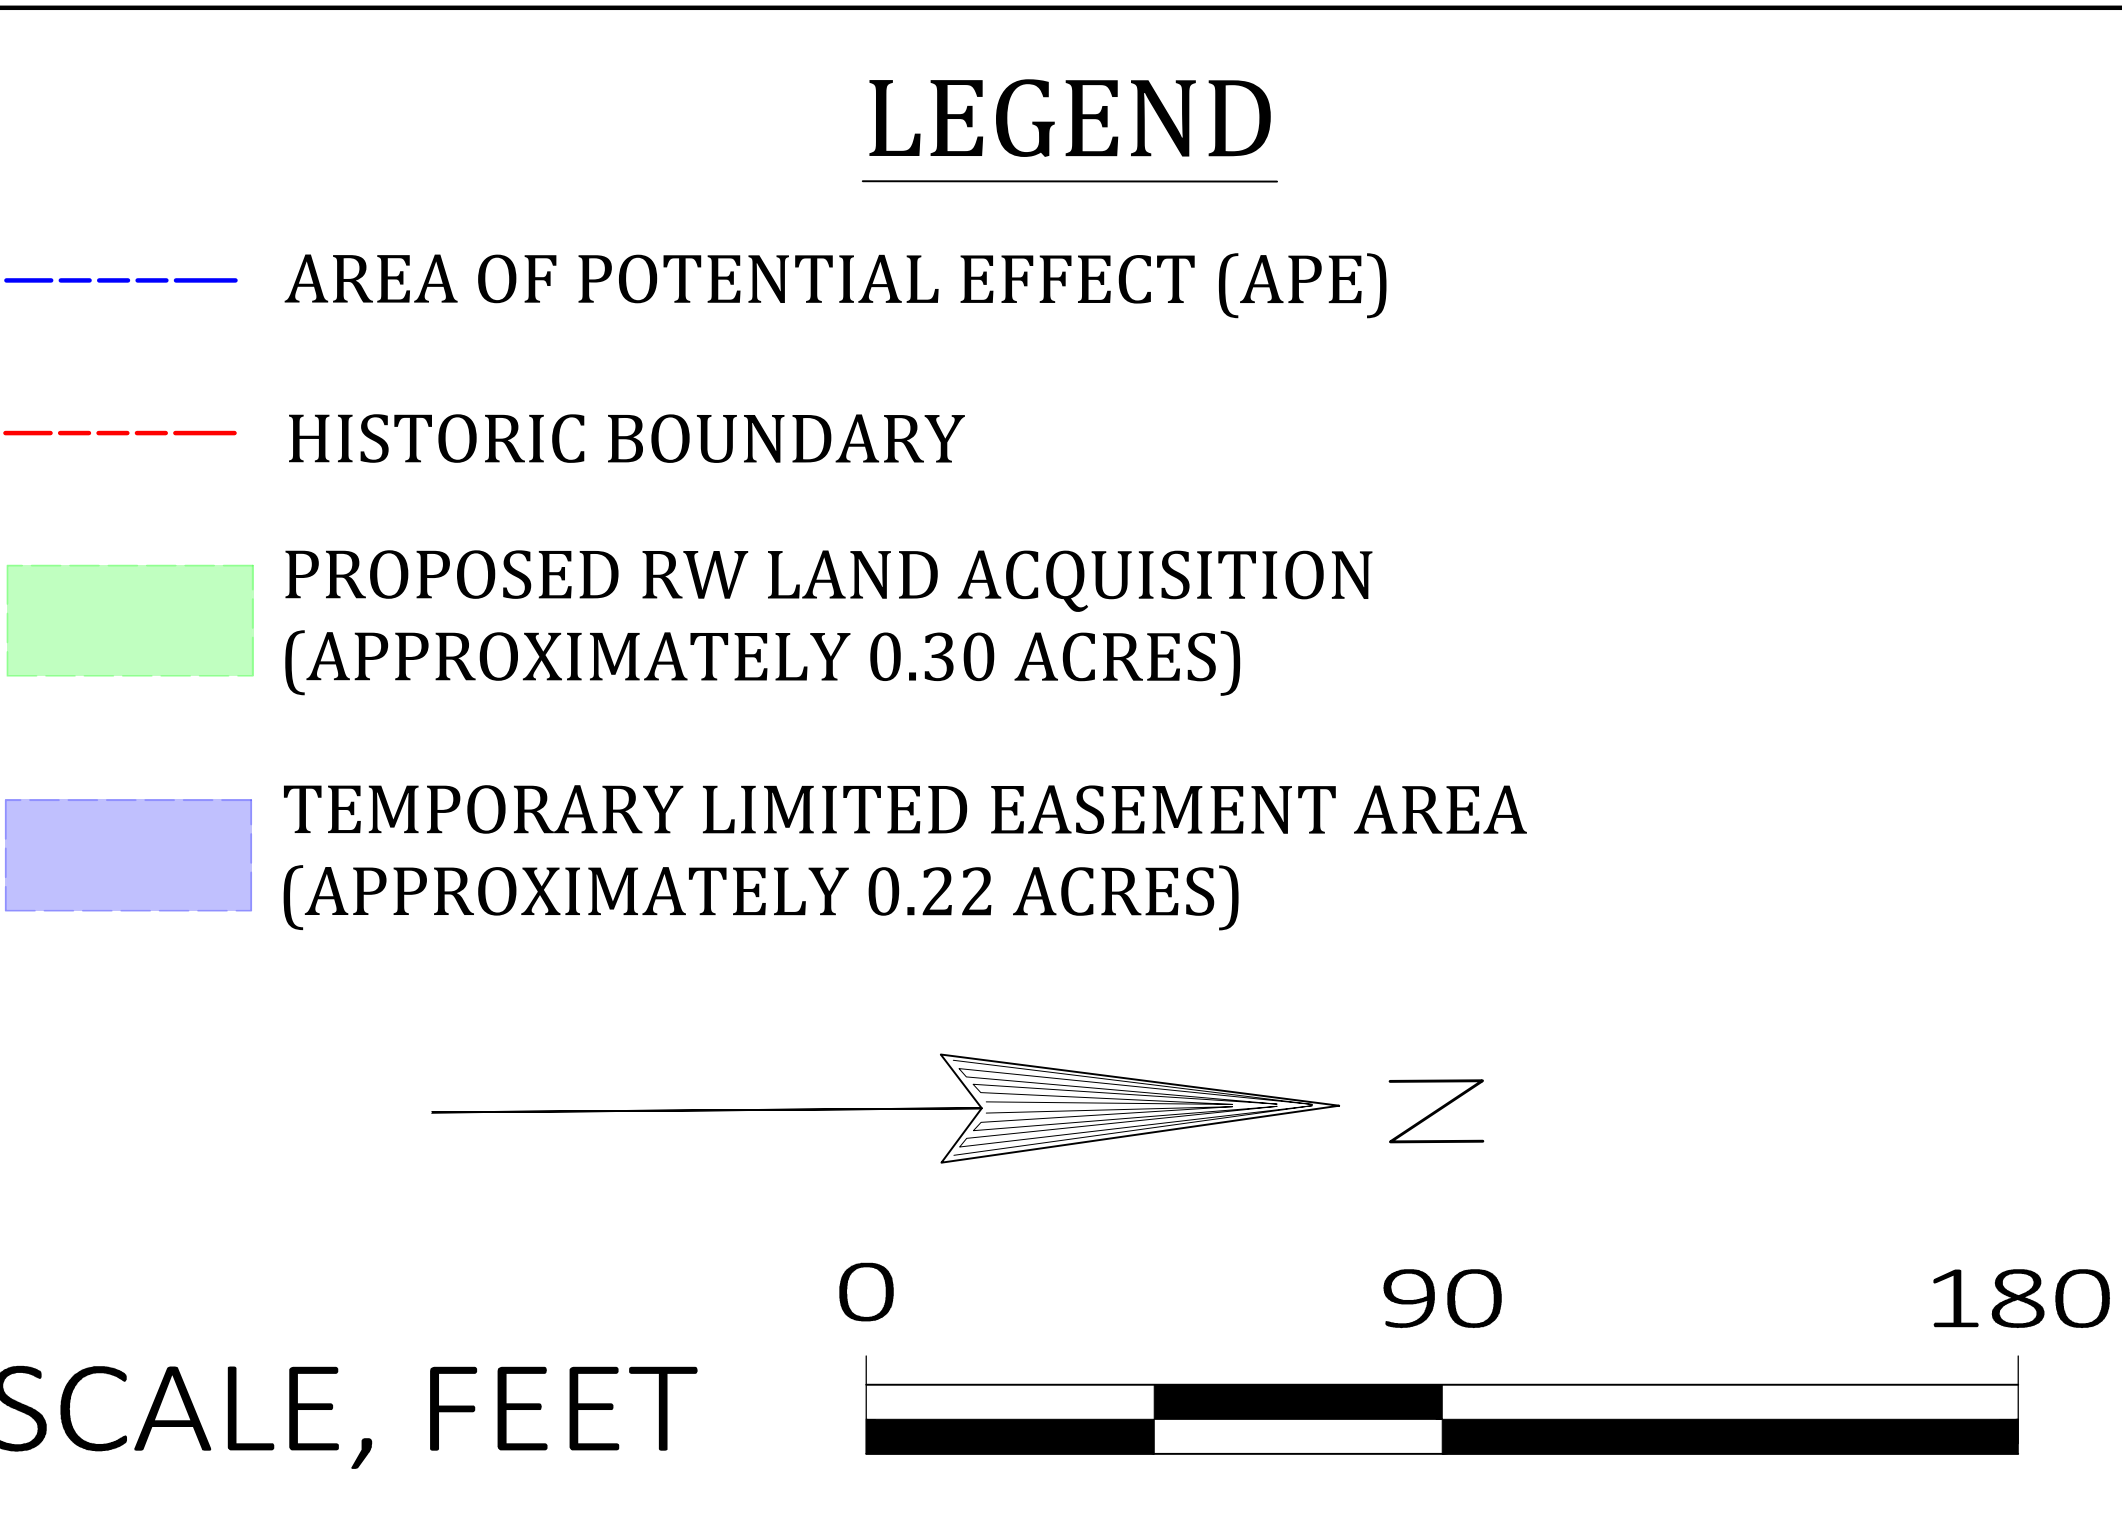 LEGEND
AREA OF POTENTIAL EFFECT (APE)
HISTORIC BOUNDARY
PROPOSED RW LAND ACQUISITION
(APPROXIMATELY 0.30 ACRES)
TEMPORARY LIMITED EASEMENT AREA
(APPROXIMATELY 0.22 ACRES)
N
0 90 180
SCALE, FEET